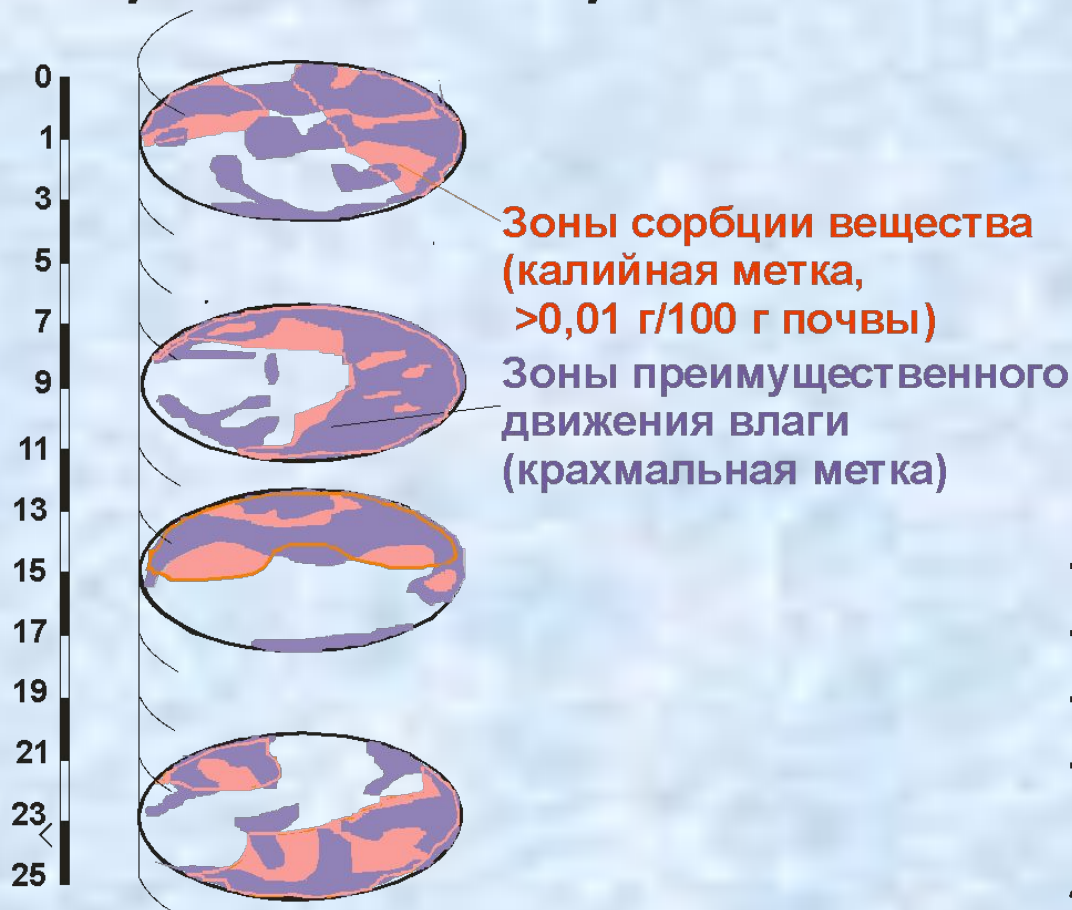 0
1
3
5
7
9
11
13
15
17
19
21
23
25
Зоны сорбции вещества
(калийная метка,
>0,01 г/100 г почвы)
Зоны преимущественного
движения влаги
(крахмальная метка)